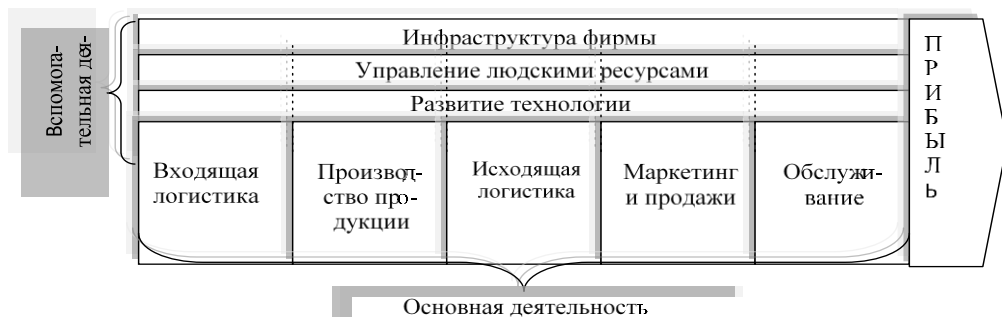 Вспомога-
тельная дея-
Инфраструктура фирмы
Управление людскими ресурсами
Развитие технологии
Входящая
логистика
Производ-
ство про-
дукции
Исходящая
логистика
Маркетинг
и продажи
Обслужи-
вание
П
Р
И
Б
Ы
Л
Ь
Основная деятельность